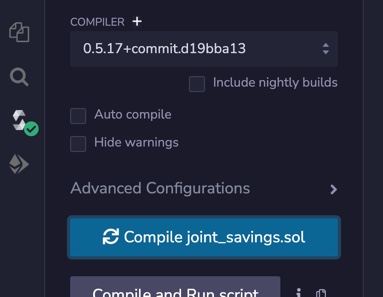 COMPILER +
0.5.17+commit.d19bba13
Include nightly builds
Auto compile
Hide warnings
Advanced Configurations
Compile joint_savings.sol
Compile and Run script